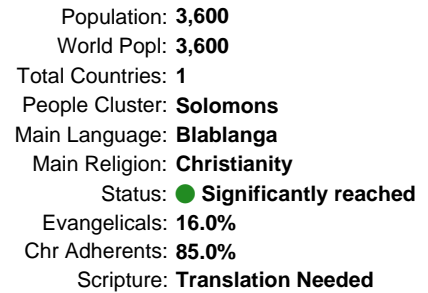 Population: 3,600
World Popl: 3,600
Total Countries: 1
People Cluster: Solomons
Main Language: Blablanga
Main Religion: Christianity
Status: Significantly reached
Evangelicals: 16.0%
Chr Adherents: 85.0%
Scripture: Translation Needed